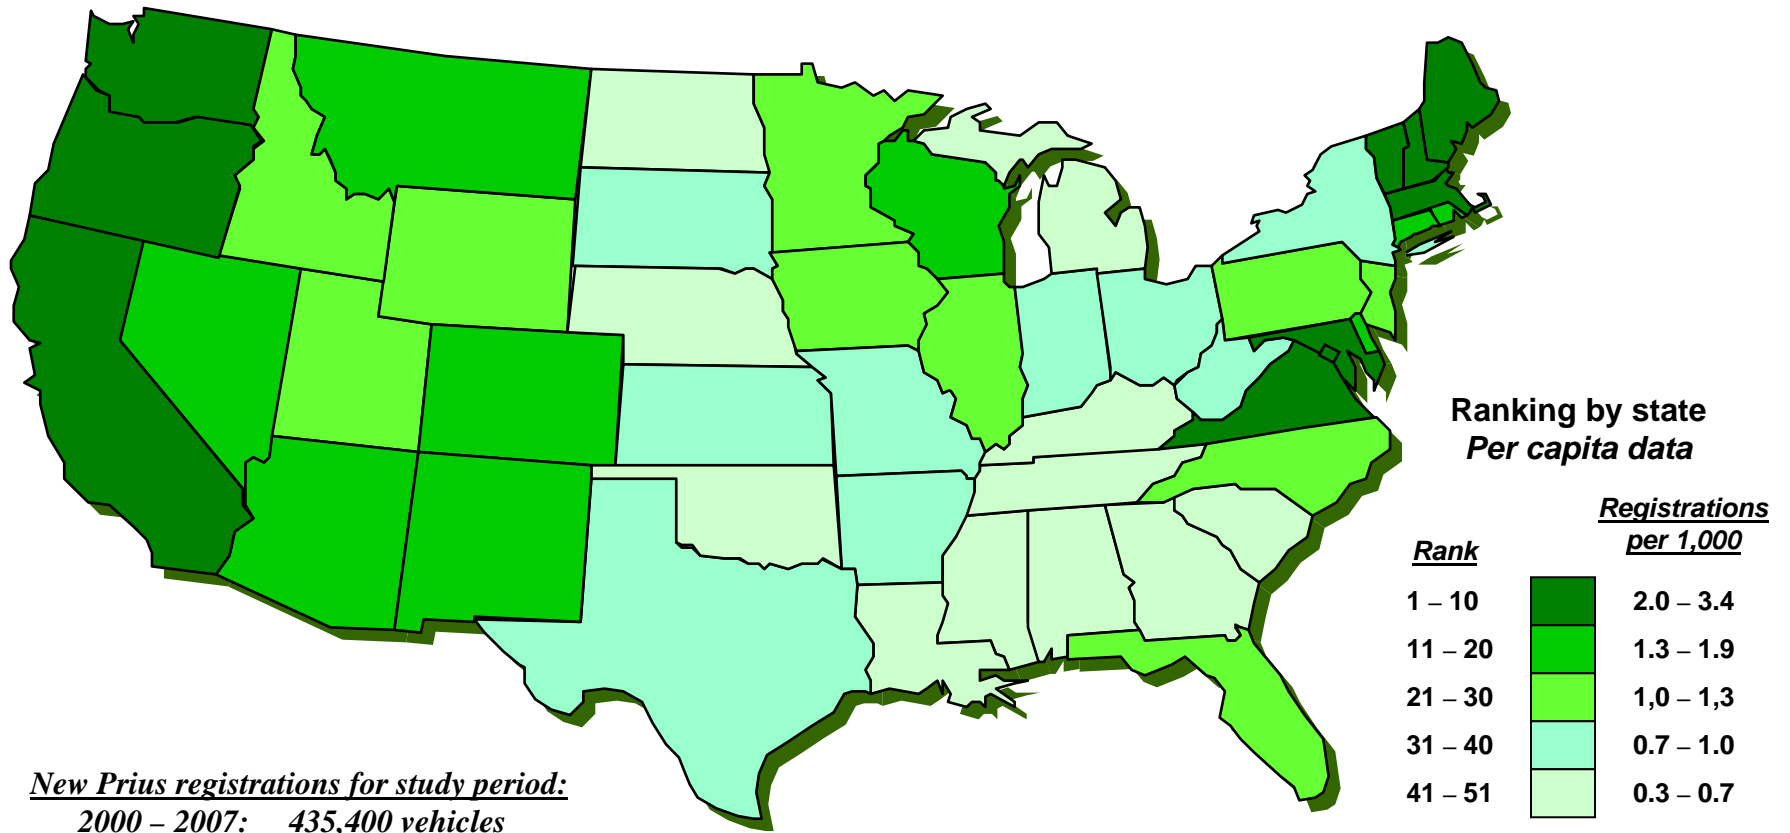 Ranking by state
Per capita data
Rank
Registrations
per 1,000
1 – 10 2.0 – 3.4
11 – 20 1.3 – 1.9
21 – 30 1,0 – 1,3
31 – 40 0.7 – 1.0
41 – 51 0.3 – 0.7
New Prius registrations for study period:
2000 – 2007: 435,400 vehicles